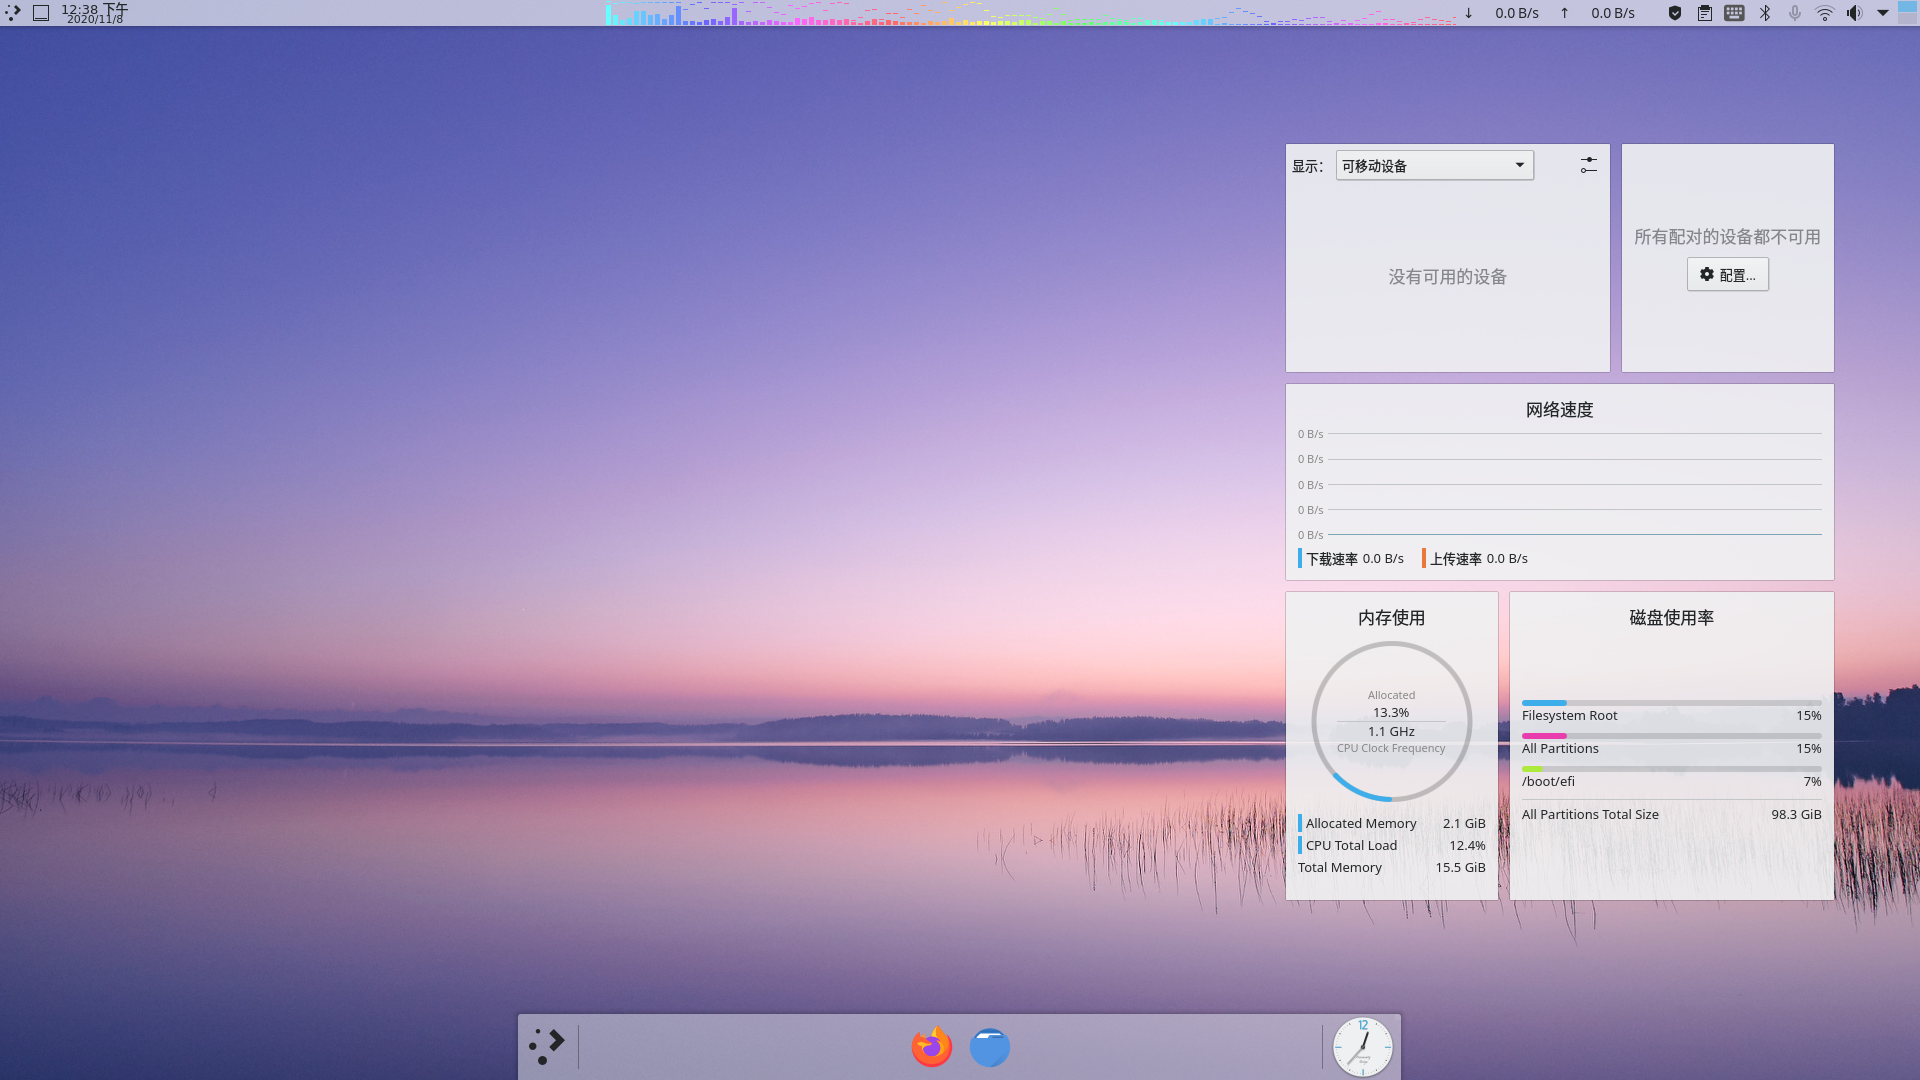 12:38 下午
2020/11/8
↓ 0.0 B/s ↑ 0.0 B/s
显示： 可移动设备
没有可用的设备
所有配对的设备都不可用
配置...
网络速度
0 B/s
0 B/s
0 B/s
0 B/s
0 B/s
下载速率 0.0 B/s 上传速率 0.0 B/s
内存使用
Allocated
13.3%
1.1 GHz
CPU Clock Frequency
Allocated Memory 2.1 GiB
CPU Total Load 12.4%
Total Memory 15.5 GiB
磁盘使用率
Filesystem Root 15%
All Partitions 15%
/boot/efi 7%
All Partitions Total Size 98.3 GiB
12